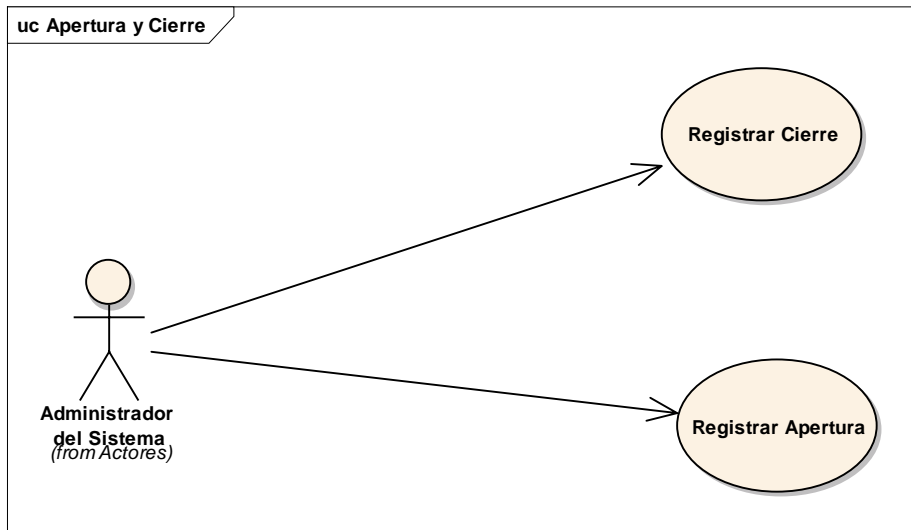 uc Apertura y Cierre
Registrar Cierre
Administrador
del Sistema
(from Actores)
Registrar Apertura